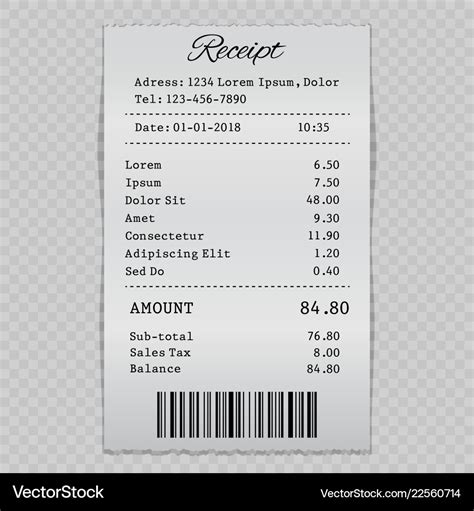 Receipt
Adress: 1234 Lorem Ipsum, Dolor
Tel: 123-456-7890
Date: 01-01-2018 10:35
Lorem 6.50
Ipsum 7.50
Dolor Sit 48.00
Amet 9.30
Consectetur 11.90
Adipiscing Elit 1.20
Sed Do 0.40
AMOUNT 84.80
Sub-total 76.80
Sales Tax 8.00
Balance 84.80
VectorStock®
VectorStock.com/22560714